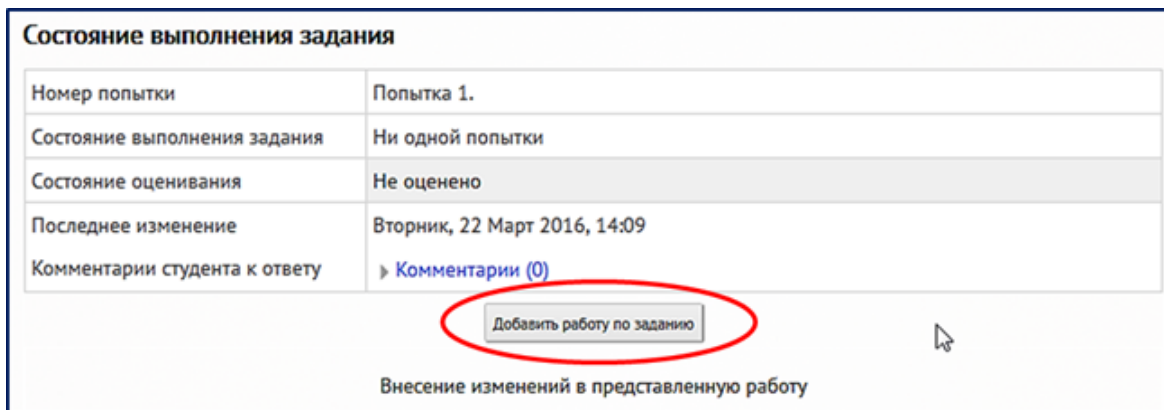 Состояние выполнения задания
Номер попытки Попытка 1.
Состояние выполнения задания Ни одной попытки
Состояние оценивания Не оценено
Последнее изменение Вторник, 22 Март 2016, 14:09
Комментарии студента к ответу Комментарии (0)
Добавить работу по заданию
Внесение изменений в представленную работу